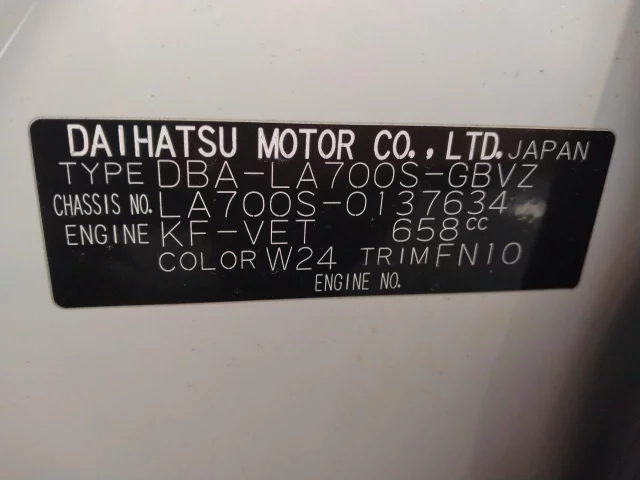 DAIHATSU MOTOR CO., LTD. JAPAN
TYPE DBA-LA700S-GBVZ
CHASSIS NO. LA700S-0137634
ENGINE KF-VET 658cc
COLOR W24 TRIM FN10
ENGINE NO.